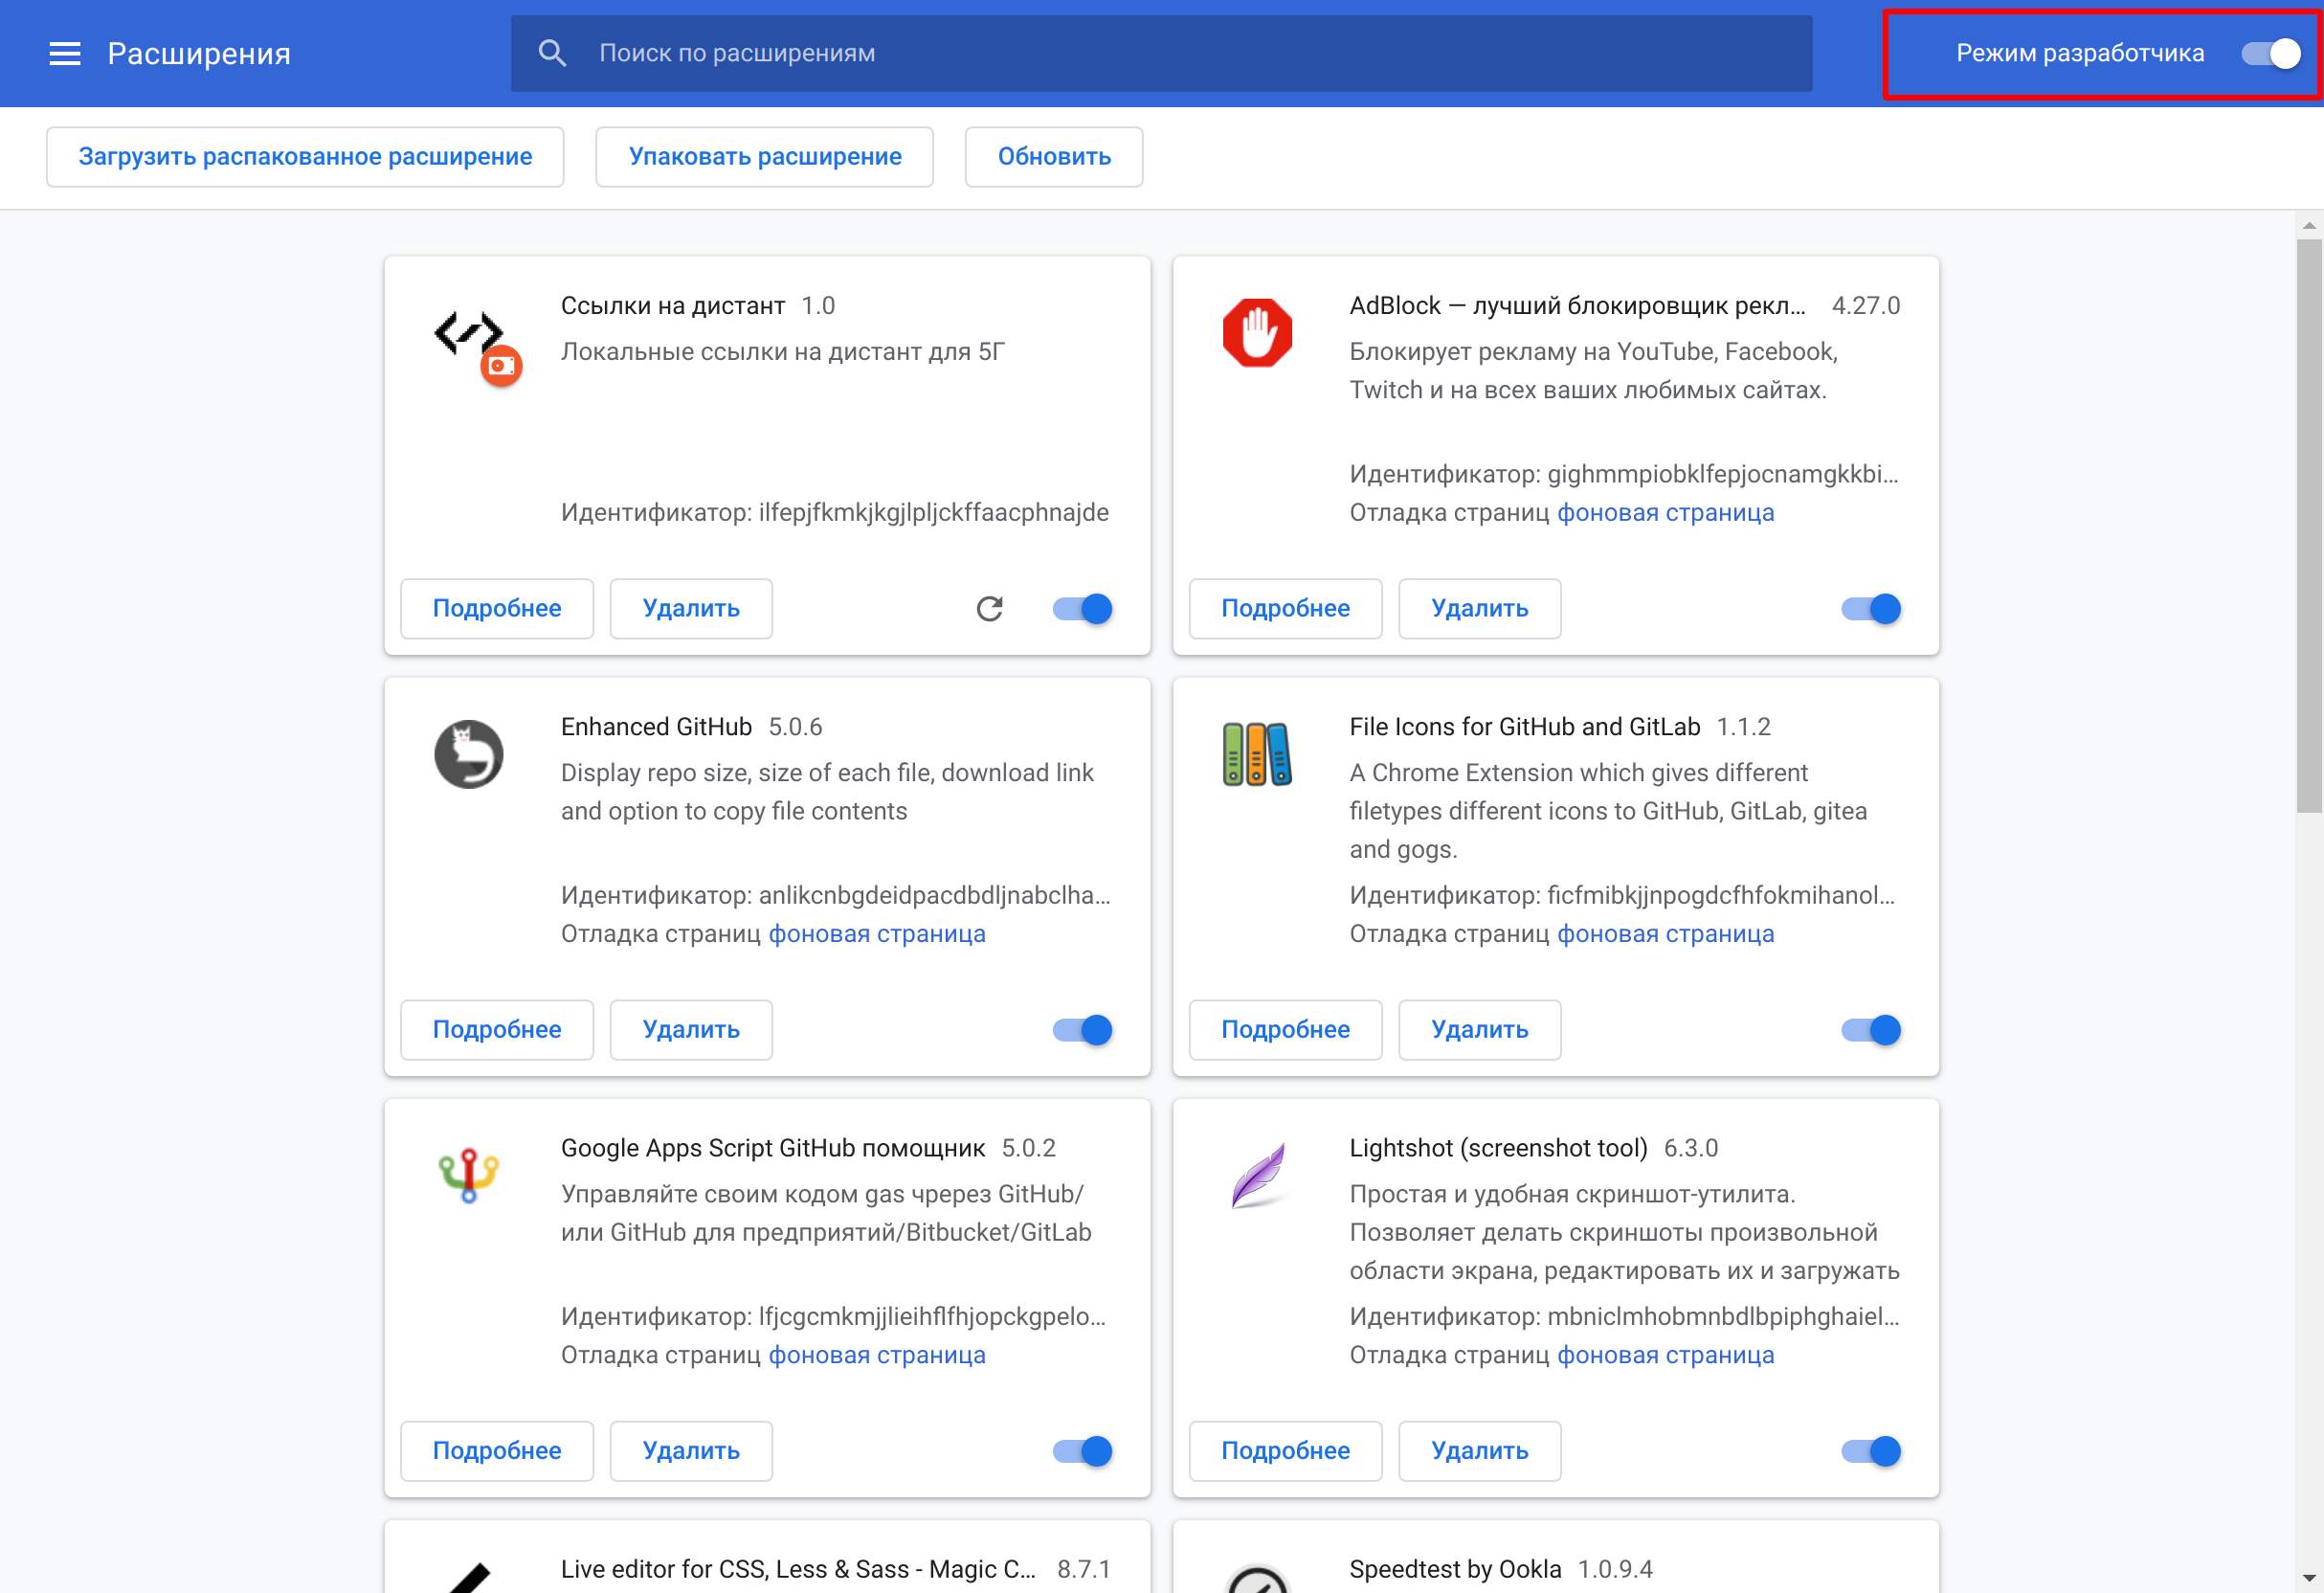 Расширения
Поиск по расширениям
Режим разработчика
Загрузить распакованное расширение
Упаковать расширение
Обновить
Ссылки на дистант 1.0
Локальные ссылки на дистант для 5Г
Идентификатор: ilfepjfkmkjkgjlpljckffaacphnajde
Подробнее
Удалить
AdBlock — лучший блокировщик рекл... 4.27.0
Блокирует рекламу на YouTube, Facebook,
Twitch и на всех ваших любимых сайтах.
Идентификатор: gighmmpiobklfepjocnamgkkbi...
Отладка страниц фоновая страница
Подробнее
Удалить
Enhanced GitHub 5.0.6
Display repo size, size of each file, download link
and option to copy file contents
Идентификатор: anlikcnbgdeidpacdbdljnabclha...
Отладка страниц фоновая страница
Подробнее
Удалить
File Icons for GitHub and GitLab 1.1.2
A Chrome Extension which gives different
filetypes different icons to GitHub, GitLab, gitea
and gogs.
Идентификатор: ficfmibkjjnpogdcfhfokmihanol...
Отладка страниц фоновая страница
Подробнее
Удалить
Google Apps Script GitHub помощник 5.0.2
Управляйте своим кодом gas чререз GitHub/
или GitHub для предприятий/Bitbucket/GitLab
Идентификатор: lfjcgcmkmjjlieihflfhjopckgpelo...
Отладка страниц фоновая страница
Подробнее
Удалить
Lightshot (screenshot tool) 6.3.0
Простая и удобная скриншот-утилита.
Позволяет делать скриншоты произвольной
области экрана, редактировать их и загружать
Идентификатор: mbniclmhobmnbdlbpiphghaiel...
Отладка страниц фоновая страница
Подробнее
Удалить
Live editor for CSS, Less & Sass - Magic C... 8.7.1
Speedtest by Ookla 1.0.9.4